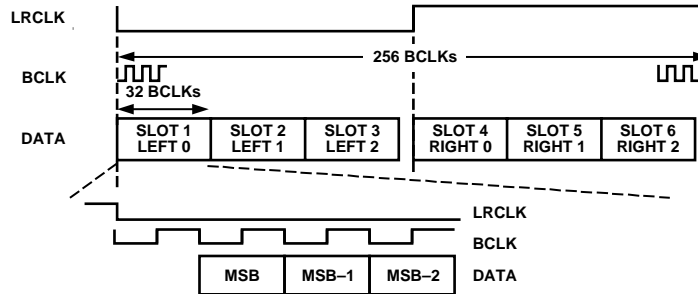 LRCLK
256 BCLKs
BCLK
32 BCLKs
DATA
SLOT 1
LEFT 0
SLOT 2
LEFT 1
SLOT 3
LEFT 2
SLOT 4
RIGHT 0
SLOT 5
RIGHT 1
SLOT 6
RIGHT 2
LRCLK
BCLK
MSB
MSB–1
MSB–2
DATA